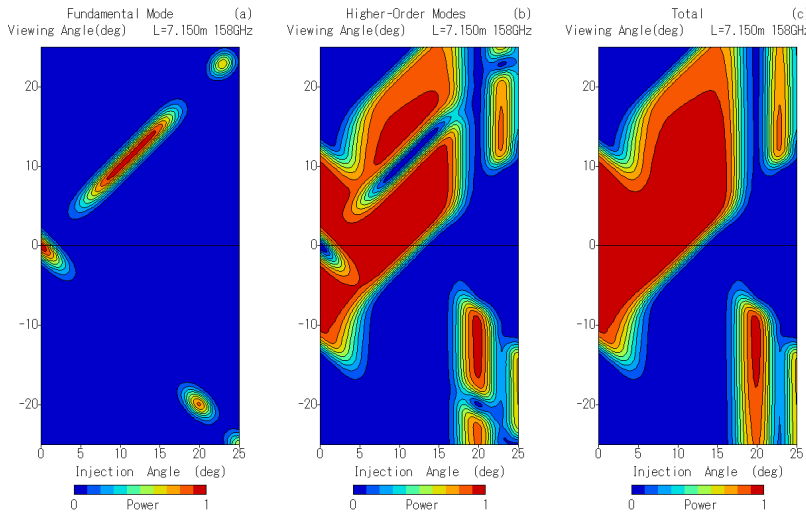 Fundamental Mode (a)
Viewing Angle(deg) L=7.150m 158GHz
20
10
0
-10
-20
0 5 10 15 20 25
Injection Angle (deg)
0 Power 1
Higher-Order Modes (b)
Viewing Angle(deg) L=7.150m 158GHz
20
10
0
-10
-20
0 5 10 15 20 25
Injection Angle (deg)
0 Power 1
Total (c
Viewing Angle(deg) L=7.150m 158GHz
20
10
0
-10
-20
0 5 10 15 20 25
Injection Angle (deg)
0 Power 1